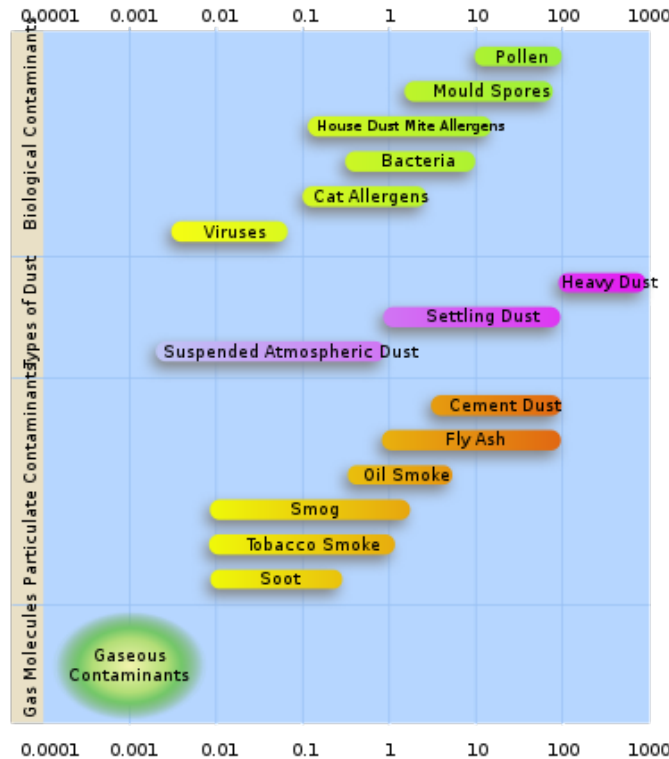 0.0001 0.001 0.01 0.1 1 10 100 1000
Biological Contaminants
Pollen
Mould Spores
House Dust Mite Allergens
Bacteria
Cat Allergens
Viruses
Types of Dust
Heavy Dust
Settling Dust
Suspended Atmospheric Dust
Particulate Contaminants
Cement Dust
Fly Ash
Oil Smoke
Smog
Tobacco Smoke
Soot
Gas Molecules
Gaseous
Contaminants
0.0001 0.001 0.01 0.1 1 10 100 1000